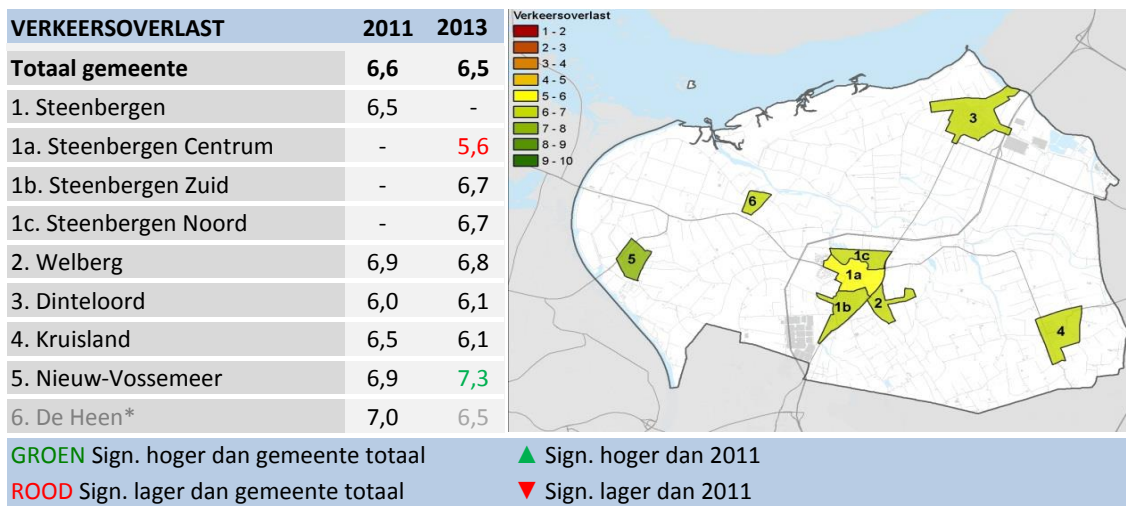 VERKEERSOVERLAST 2011 2013
Totaal gemeente 6,6 6,5
1. Steenbergen 6,5 -
1a. Steenbergen Centrum - 5,6
1b. Steenbergen Zuid - 6,7
1c. Steenbergen Noord - 6,7
2. Welberg 6,9 6,8
3. Dinteloord 6,0 6,1
4. Kruisland 6,5 6,1
5. Nieuw-Vossemeer 6,9 7,3
6. De Heen* 7,0 6,5
Verkeersoverlast
1 - 2
2 - 3
3 - 4
4 - 5
5 - 6
6 - 7
7 - 8
8 - 9
9 - 10
3
6
5
1c
1a
1b
2
4
GROEN Sign. hoger dan gemeente totaal ▲ Sign. hoger dan 2011
ROOD Sign. lager dan gemeente totaal ▼ Sign. lager dan 2011